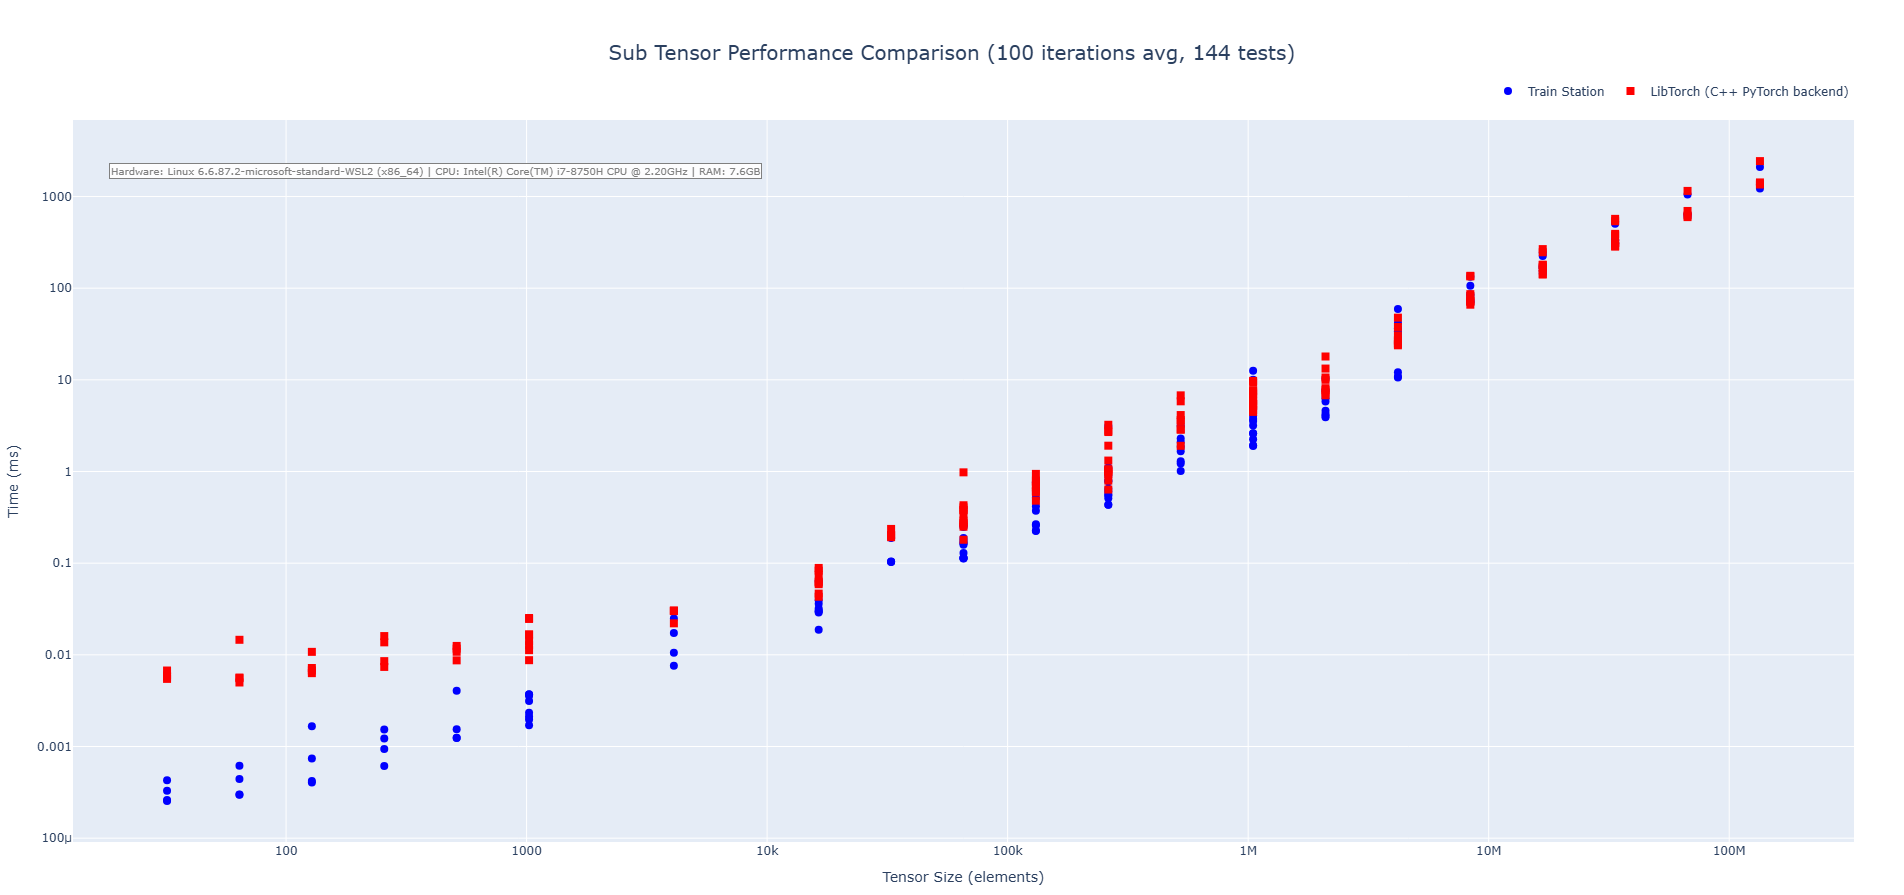 Sub Tensor Performance Comparison (100 iterations avg, 144 tests)
Train Station
LibTorch (C++ PyTorch backend)
Hardware: Linux 6.6.87.2-microsoft-standard-WSL2 (x86_64) | CPU: Intel(R) Core(TM) i7-8750H CPU @ 2.20GHz | RAM: 7.6GB
1000
100
10
1
0.1
0.01
0.001
100μ
Time (ms)
100
1000
10k
100k
1M
10M
100M
Tensor Size (elements)